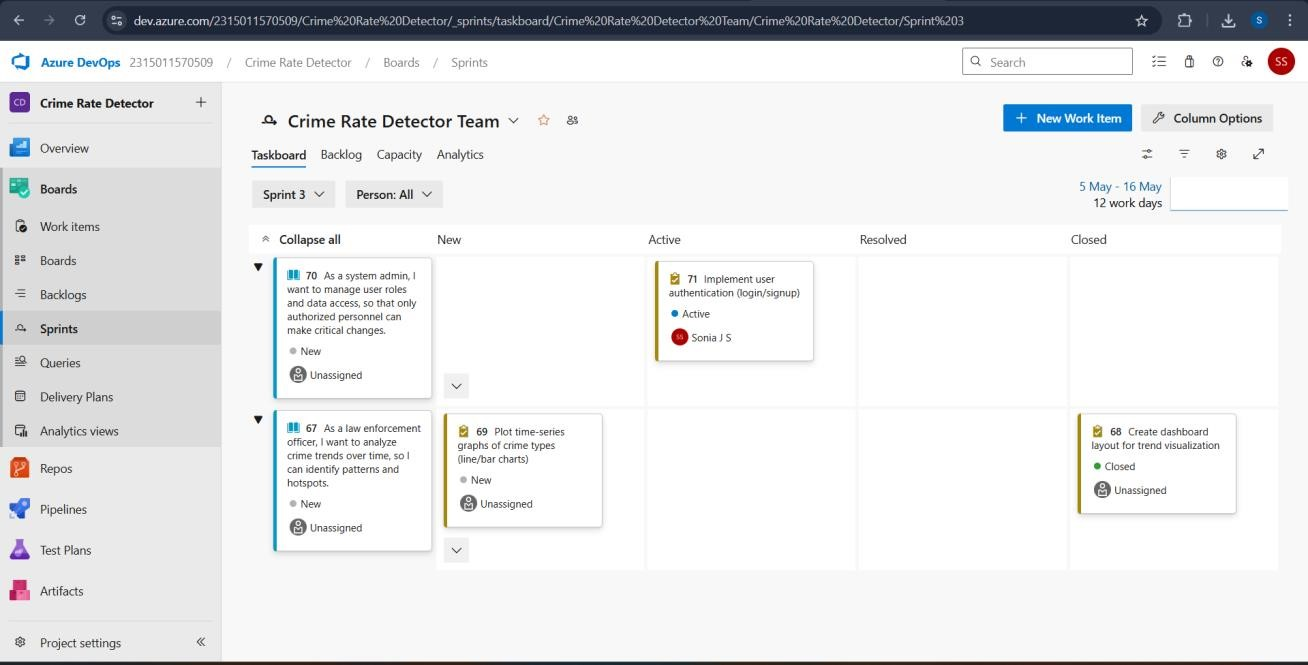 dev.azure.com/2315011570509/Crime%20Rate%20Detector/_sprints/taskboard/Crime%20Rate%20Detector%20Team/Crime%20Rate%20Detector/Sprint%203
S
Azure DevOps 2315011570509 / Crime Rate Detector / Boards / Sprints
Search
SS
CD Crime Rate Detector +
Overview
Boards
Work items
Boards
Backlogs
Sprints
Queries
Delivery Plans
Analytics views
Repos
Pipelines
Test Plans
Artifacts
Project settings
Crime Rate Detector Team
+ New Work Item
Column Options
Taskboard Backlog Capacity Analytics
Sprint 3
Person: All
5 May - 16 May
12 work days
Collapse all New Active Resolved Closed
70 As a system admin, I
want to manage user roles
and data access, so that only
authorized personnel can
make critical changes.
New
Unassigned
71 Implement user
authentication (login/signup)
Active
SS Sonia J S
67 As a law enforcement
officer, I want to analyze
crime trends over time, so I
can identify patterns and
hotspots.
New
Unassigned
69 Plot time-series
graphs of crime types
(line/bar charts)
New
Unassigned
68 Create dashboard
layout for trend visualization
Closed
Unassigned